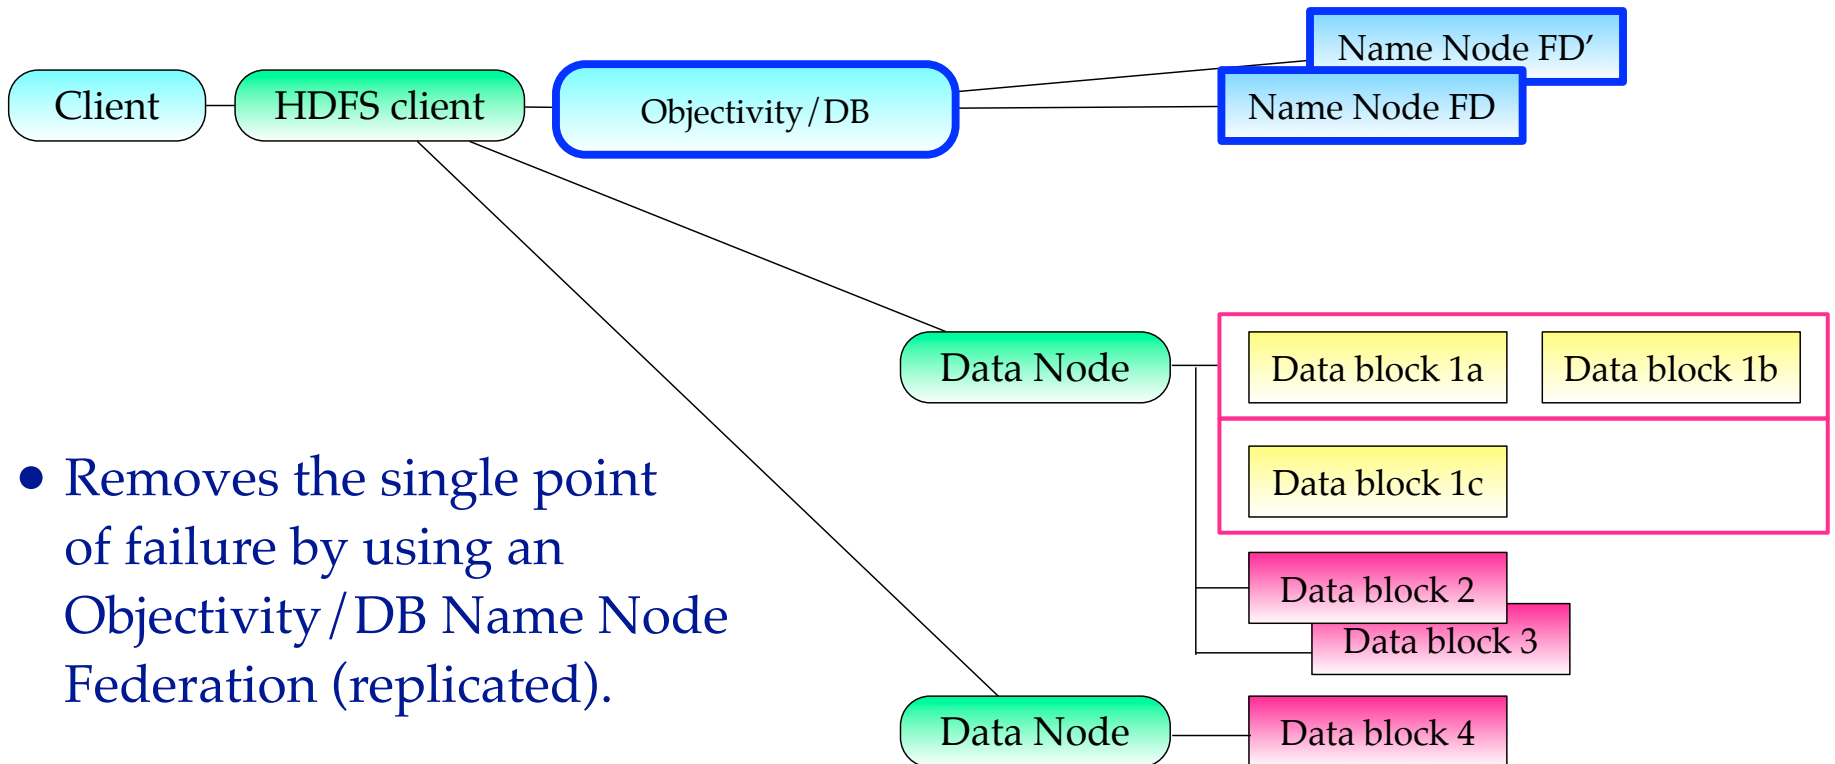 Name Node FD’
Client
HDFS client
Objectivity/DB
Name Node FD
Data Node
Data block 1a
Data block 1b
Data block 1c
• Removes the single point
of failure by using an
Objectivity/DB Name Node
Federation (replicated).
Data block 2
Data block 3
Data Node
Data block 4